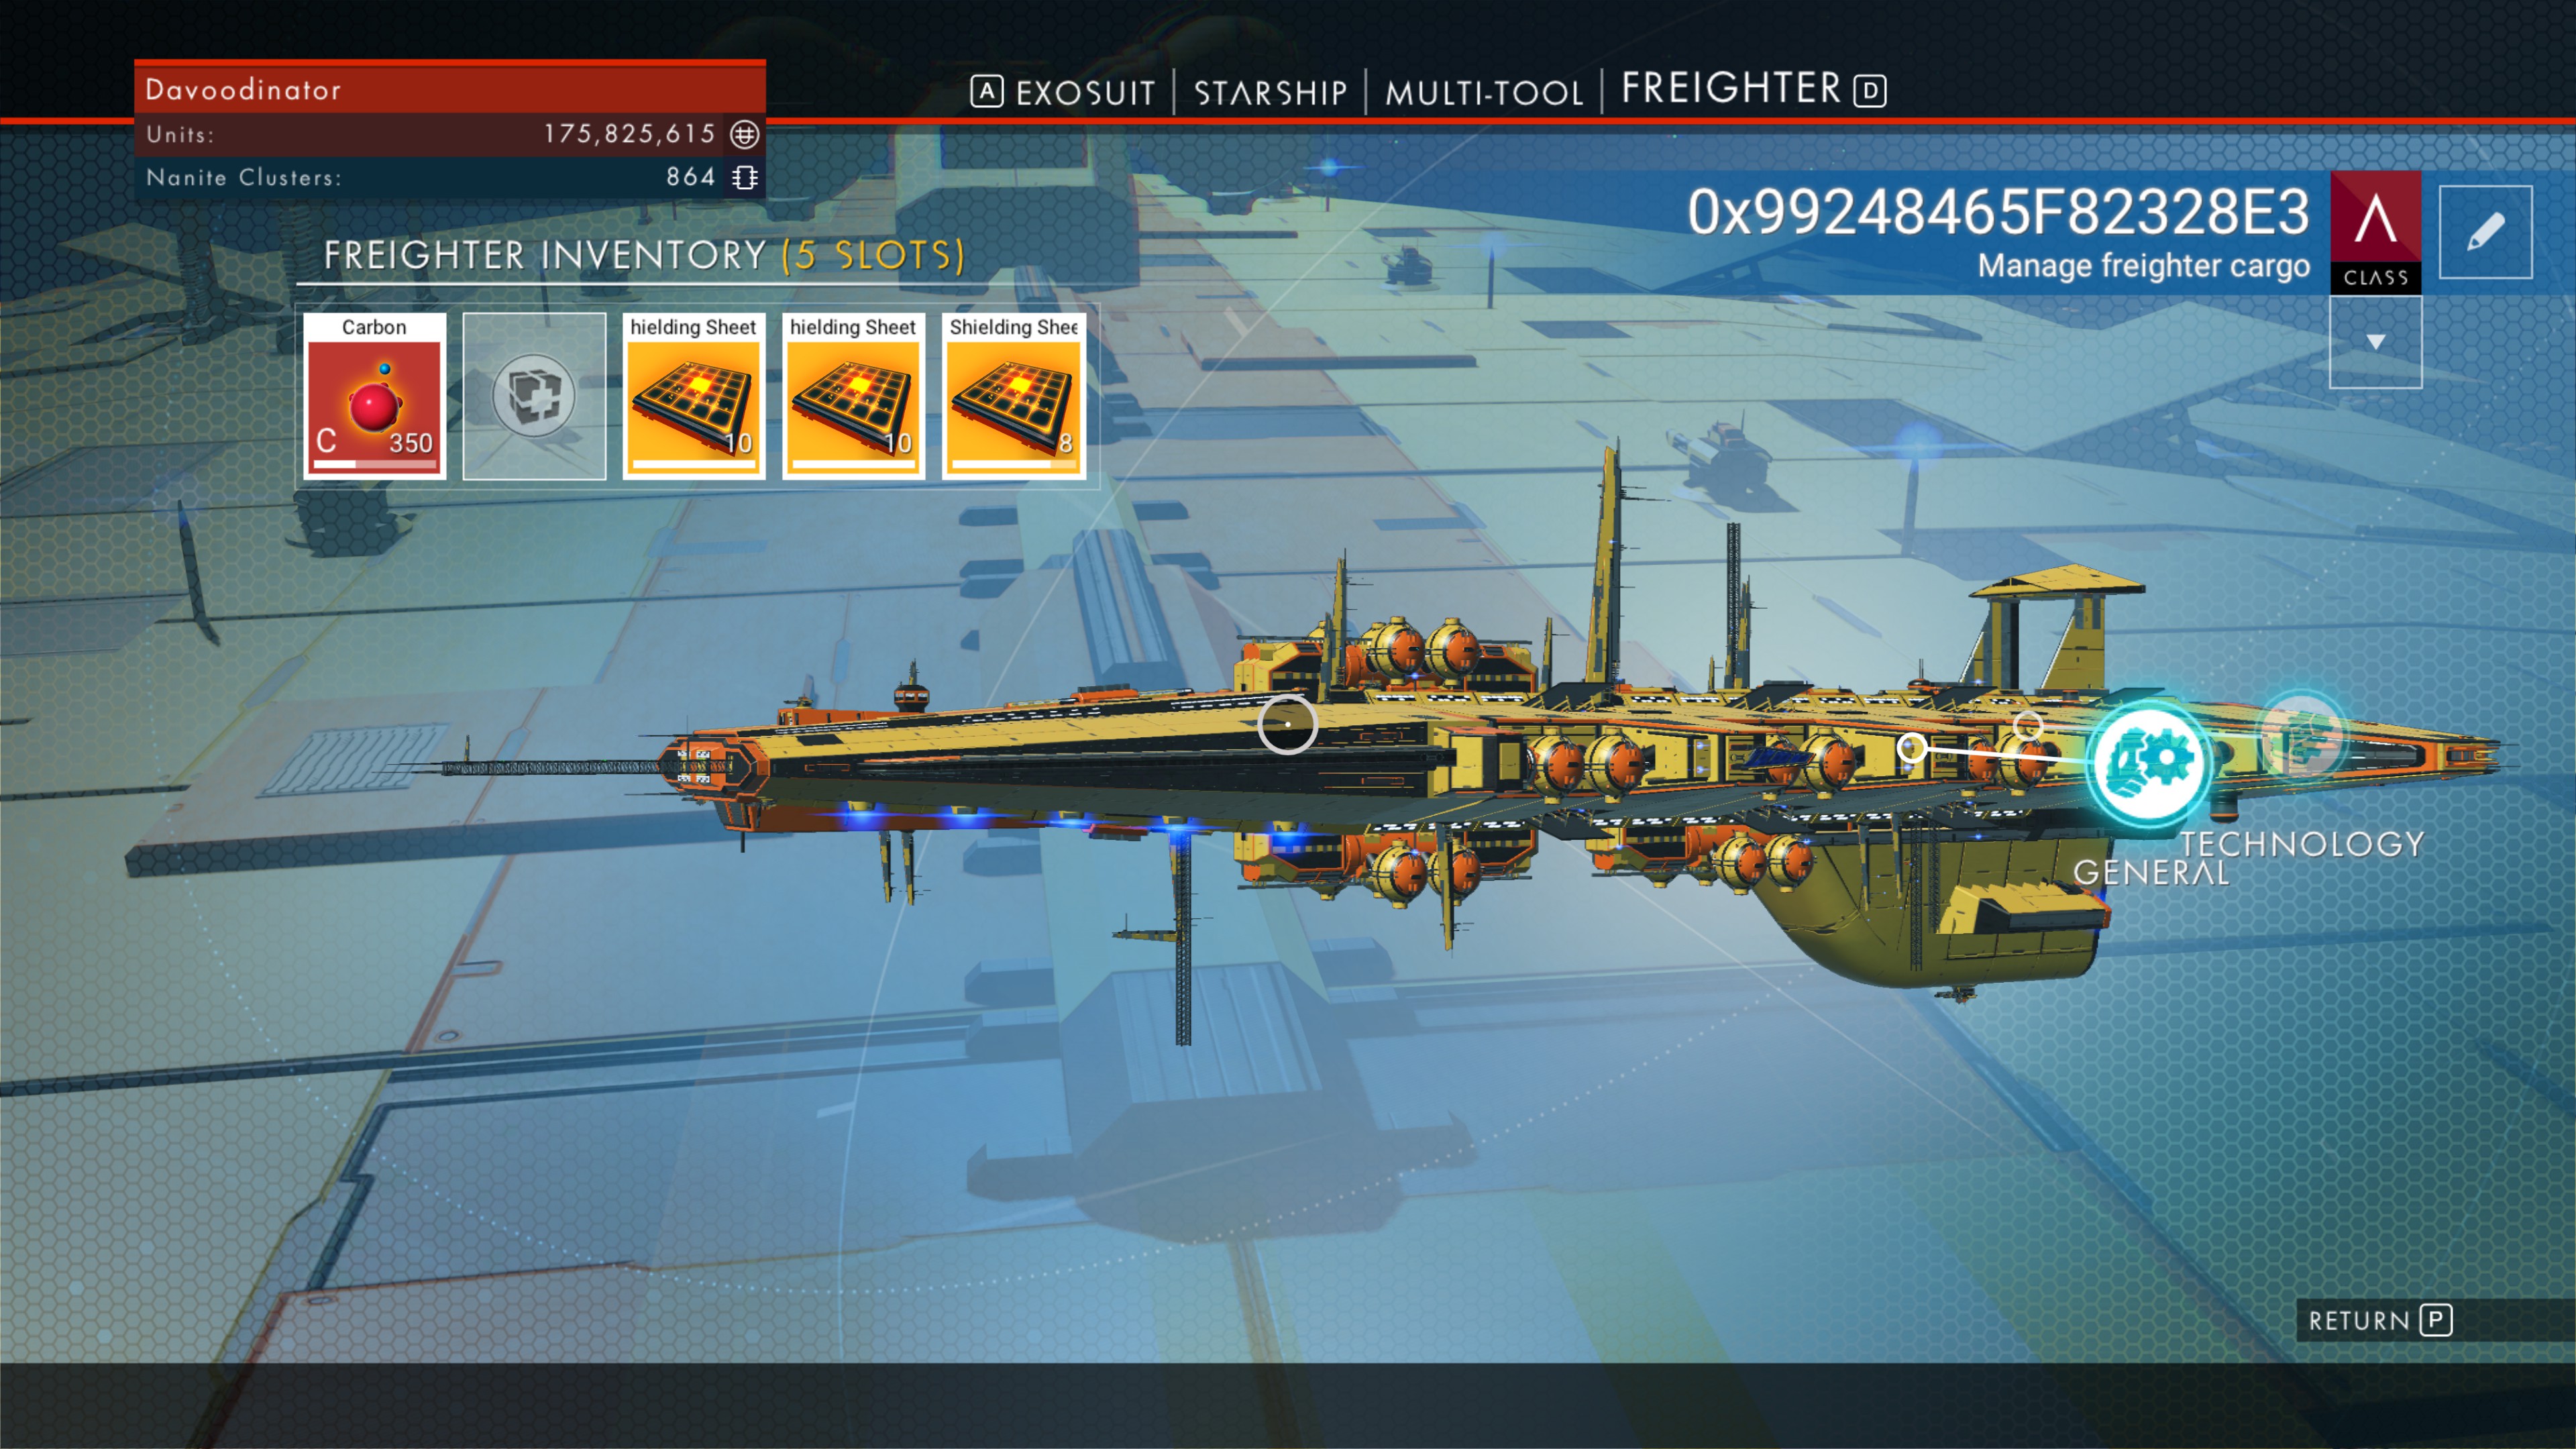 Davoodinator
Units: 175,825,615
Nanite Clusters: 864
A EXOSUIT STARSHIP MULTI-TOOL FREIGHTER D
0x99248465F82328E3
Manage freighter cargo
A
CLASS
FREIGHTER INVENTORY (5 SLOTS)
Carbon
C 350
hielding Sheet
10
hielding Sheet
10
Shielding Shee
8
TECHNOLOGY
GENERAL
RETURN P